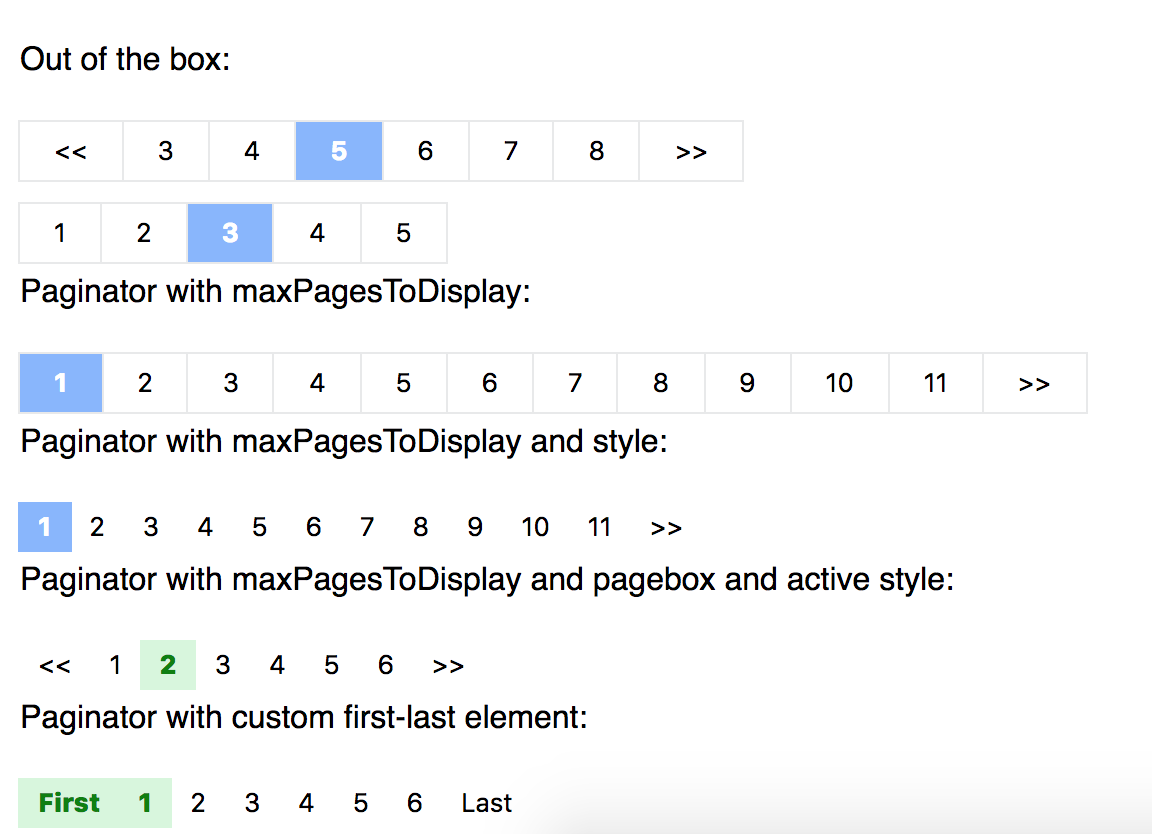 Out of the box:
<< 3 4 5 6 7 8 >>
1 2 3 4 5
Paginator with maxPagesToDisplay:
1 2 3 4 5 6 7 8 9 10 11 >>
Paginator with maxPagesToDisplay and style:
1 2 3 4 5 6 7 8 9 10 11 >>
Paginator with maxPagesToDisplay and pagebox and active style:
<< 1 2 3 4 5 6 >>
Paginator with custom first-last element:
First 1 2 3 4 5 6 Last